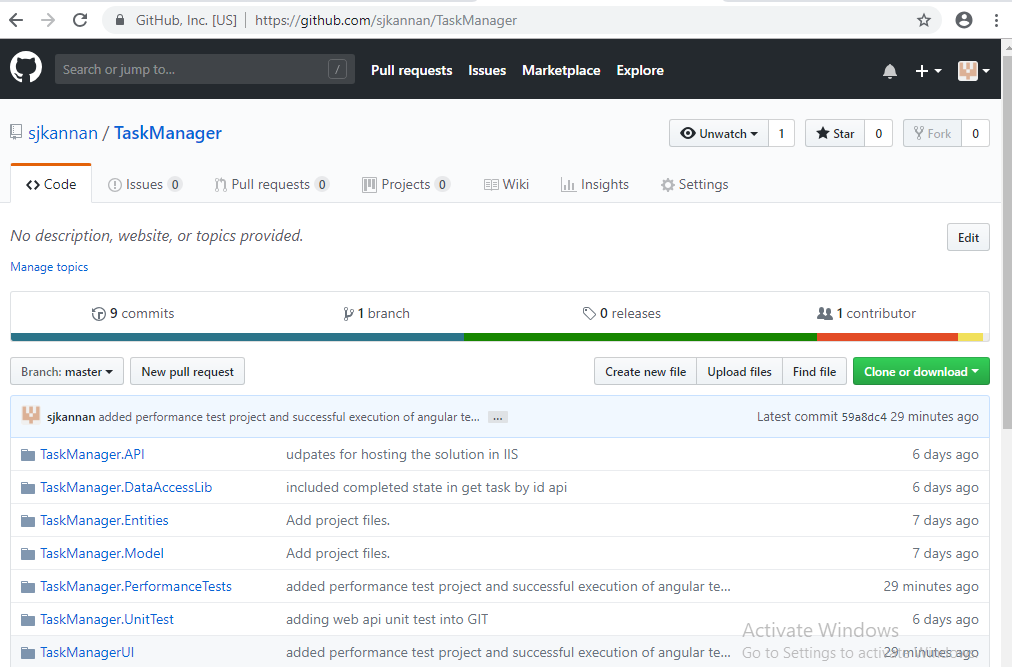 GitHub, Inc. [US] | https://github.com/sjkannan/TaskManager
Search or jump to... / Pull requests Issues Marketplace Explore
sjkannan / TaskManager Unwatch 1 Star 0 Fork 0
Code Issues 0 Pull requests 0 Projects 0 Wiki Insights Settings
No description, website, or topics provided. Edit
Manage topics
9 commits 1 branch 0 releases 1 contributor
Branch: master New pull request Create new file Upload files Find file Clone or download
sjkannan added performance test project and successful execution of angular te... ... Latest commit 59a8dc4 29 minutes ago
TaskManager.API udpates for hosting the solution in IIS 6 days ago
TaskManager.DataAccessLib included completed state in get task by id api 6 days ago
TaskManager.Entities Add project files. 7 days ago
TaskManager.Model Add project files. 7 days ago
TaskManager.PerformanceTests added performance test project and successful execution of angular te... 29 minutes ago
TaskManager.UnitTest adding web api unit test into GIT 6 days ago
Activate Windows
TaskManagerUI added performance test project and successful execution of angular te... 29 minutes ago
Go to Settings to activate Windows.